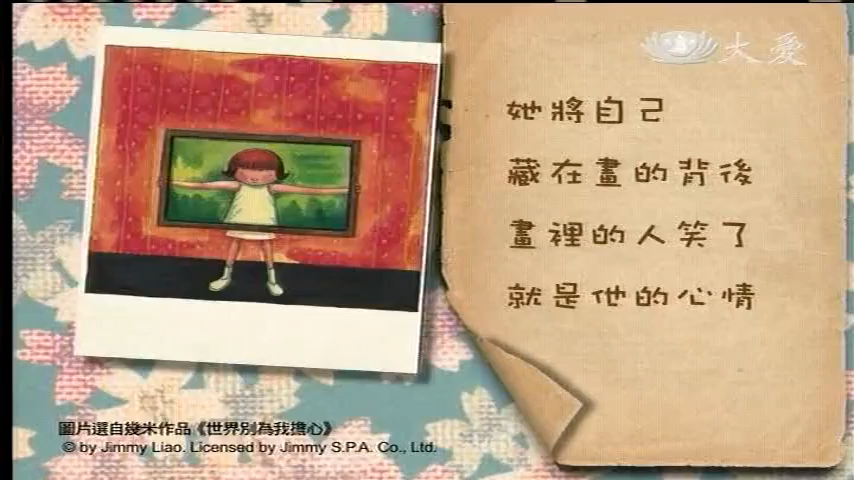 大愛
她將自己
藏在畫的背後
畫裡的人笑了
就是他的心情
圖片選自幾米作品《世界別為我擔心》
© by Jimmy Liao. Licensed by Jimmy S.P.A. Co., Ltd.